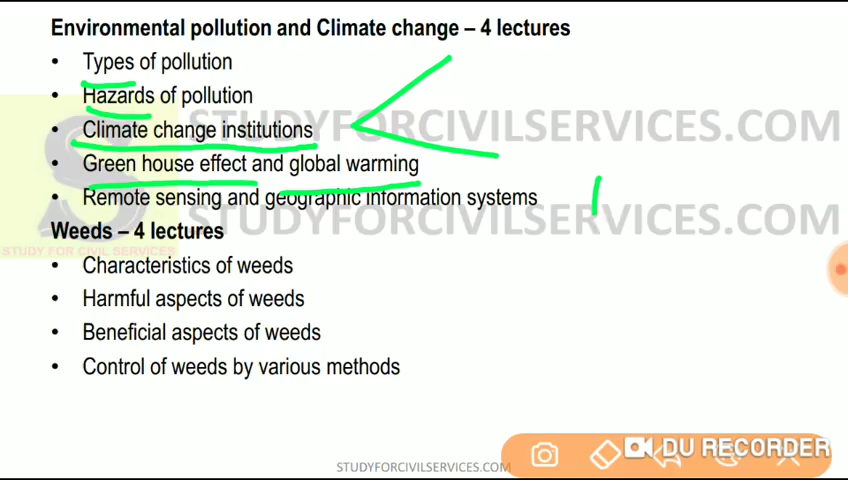 Environmental pollution and Climate change – 4 lectures
• Types of pollution
• Hazards of pollution
STUDYFORCIVILSERVICES.COM
• Climate change institutions
• Green house effect and global warming
• Remote sensing and geographic information systems
STUDYFORCIVILSERVICES.COM
Weeds – 4 lectures
STUDY FOR CIVIL SERVICES
• Characteristics of weeds
• Harmful aspects of weeds
• Beneficial aspects of weeds
• Control of weeds by various methods
DU RECORDER
STUDYFORCIVILSERVICES.COM